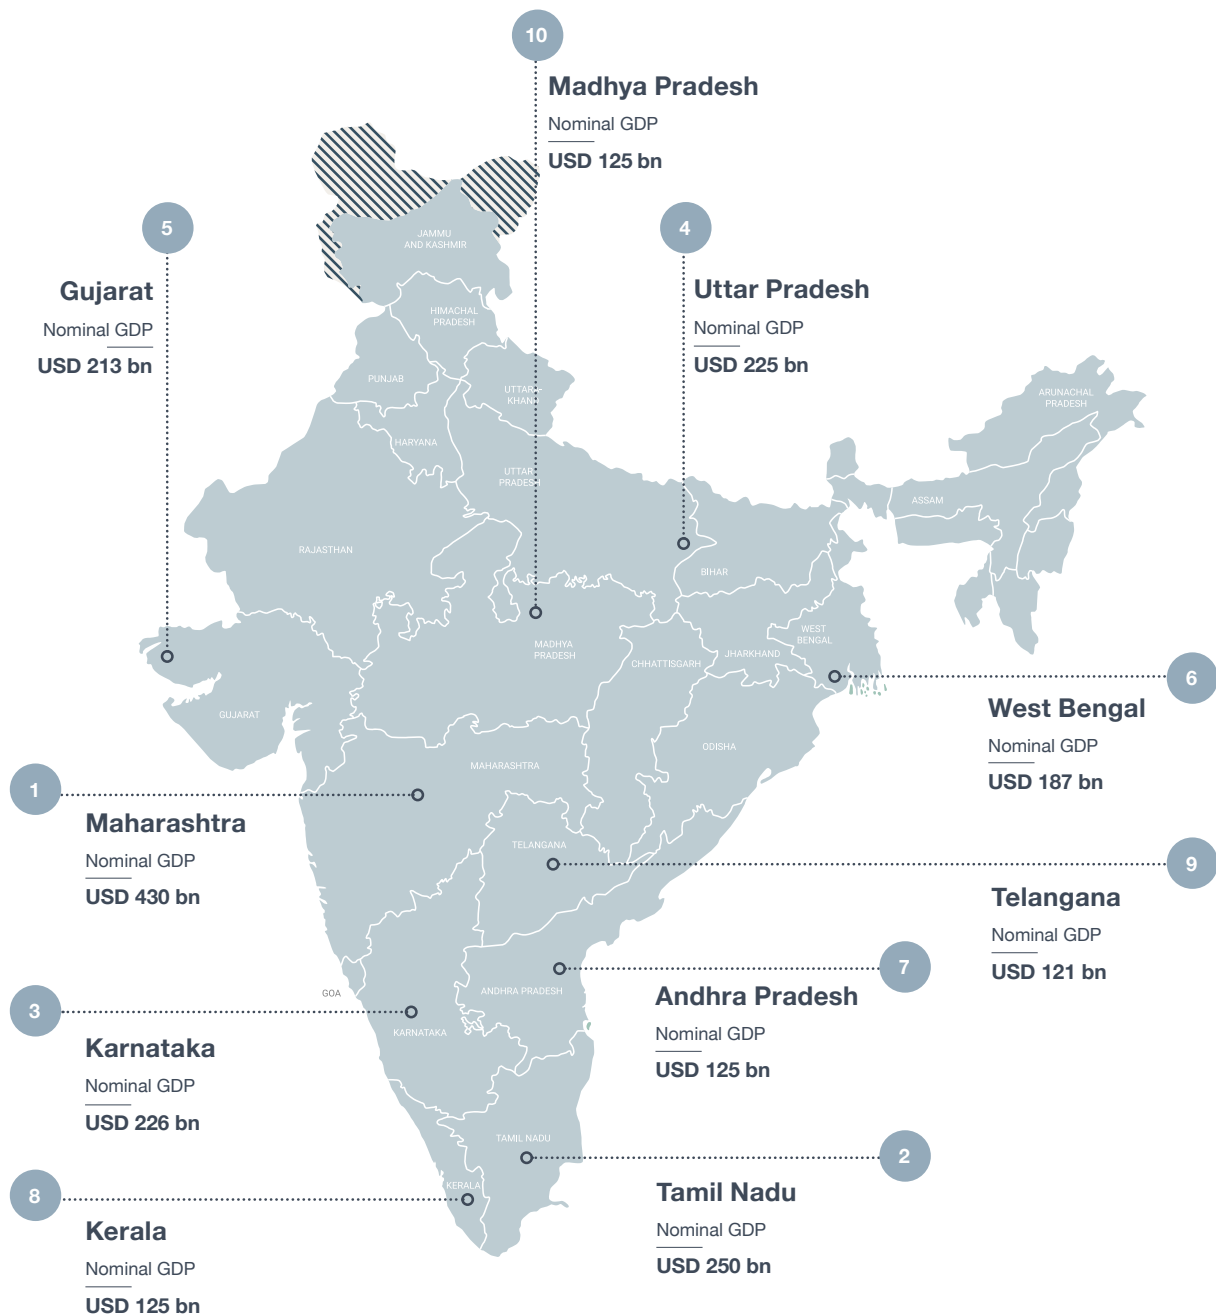 10
Madhya Pradesh
Nominal GDP
USD 125 bn
5
Gujarat
Nominal GDP
USD 213 bn
4
Uttar Pradesh
Nominal GDP
USD 225 bn
JAMMU
AND KASHMIR
HIMACHAL
PRADESH
PUNJAB
UTTARA-
KHAND
HARYANA
UTTAR
PRADESH
ARUNACHAL
PRADESH
ASSAM
RAJASTHAN
BIHAR
MADHYA
PRADESH
CHHATTISGARH
JHARKHAND
WEST
BENGAL
GUJARAT
ODISHA
MAHARASHTRA
6
West Bengal
Nominal GDP
USD 187 bn
1
Maharashtra
Nominal GDP
USD 430 bn
TELANGANA
9
Telangana
Nominal GDP
USD 121 bn
7
Andhra Pradesh
Nominal GDP
USD 125 bn
ANDHRA PRADESH
GOA
KARNATAKA
3
Karnataka
Nominal GDP
USD 226 bn
TAMIL NADU
2
Tamil Nadu
Nominal GDP
USD 250 bn
KERALA
8
Kerala
Nominal GDP
USD 125 bn